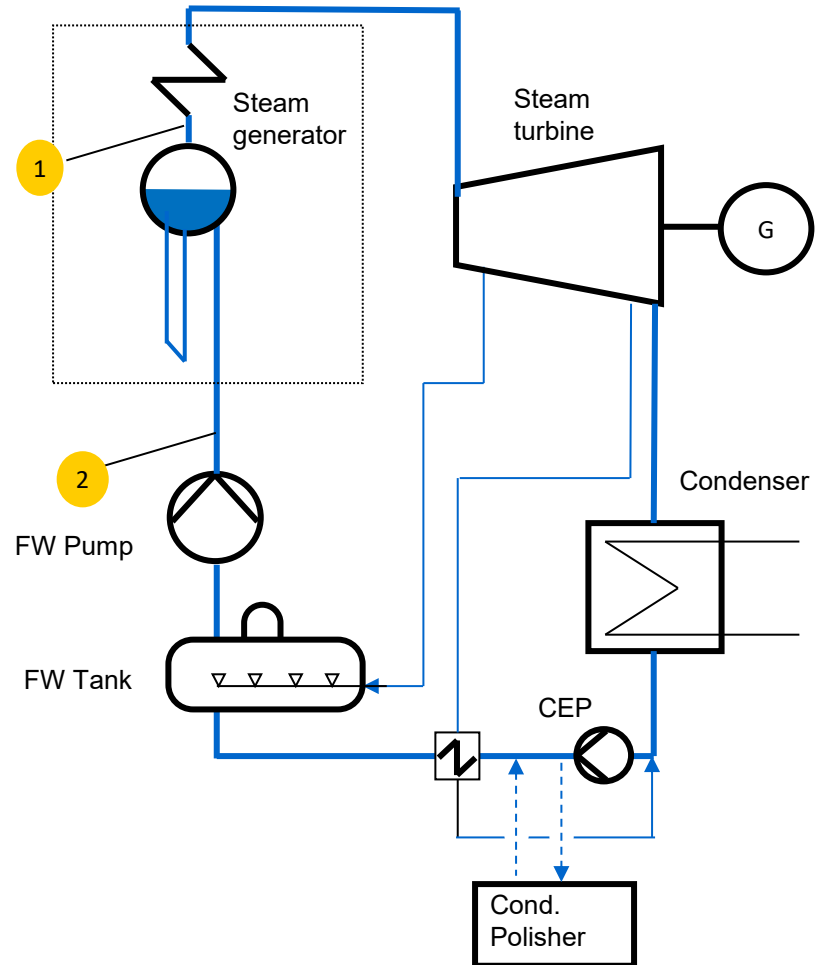 Steam
generator
Steam
turbine
1
G
2
Condenser
FW Pump
FW Tank
CEP
Cond.
Polisher